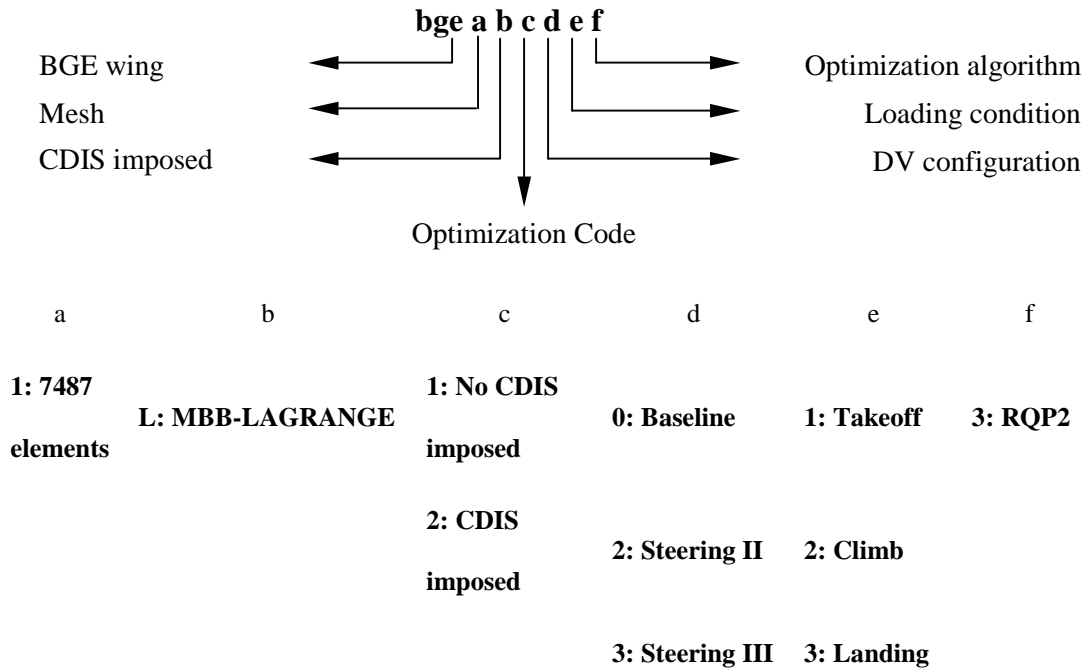 bge a b c d e f
BGE wing
Optimization algorithm
Mesh
Loading condition
CDIS imposed
DV configuration
Optimization Code
a b c d e f
1: 7487
elements
L: MBB-LAGRANGE
1: No CDIS
imposed
0: Baseline
1: Takeoff
3: RQP2
2: CDIS
imposed
2: Steering II
2: Climb
3: Steering III
3: Landing